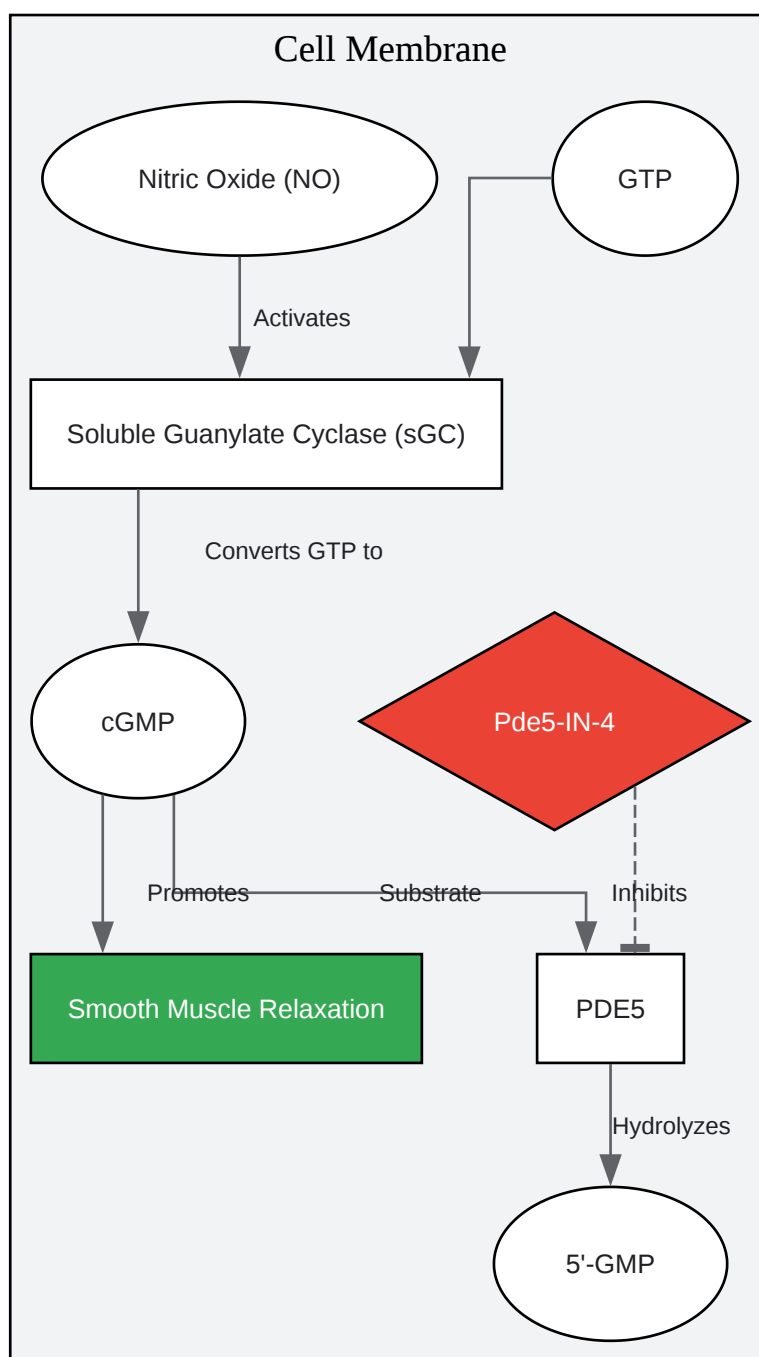 Cell Membrane
Nitric Oxide (NO)
GTP
Activates
Soluble Guanylate Cyclase (sGC)
Converts GTP to
cGMP
Pde5-IN-4
Promotes
Substrate
Inhibits
Smooth Muscle Relaxation
PDE5
Hydrolyzes
5'-GMP